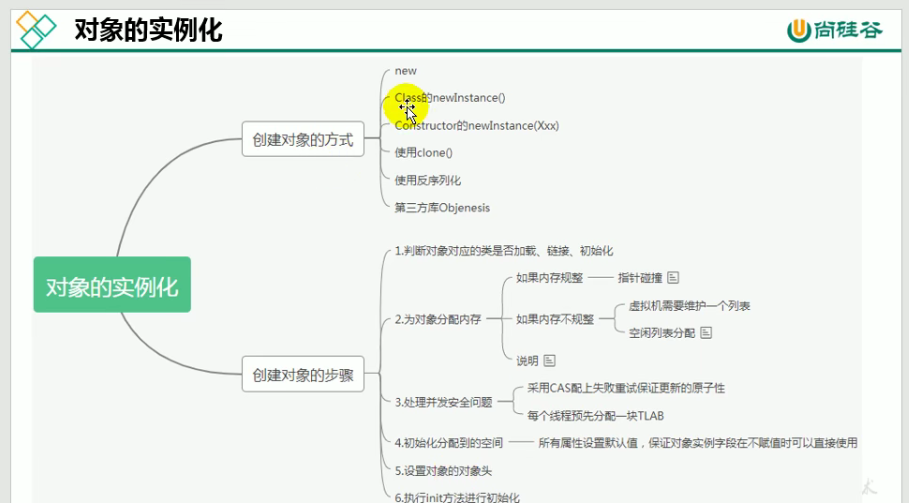 对象的实例化
尚硅谷
new
Class的newInstance()
Constructor的newInstance(Xxx)
创建对象的方式
使用clone()
使用反序列化
第三方库Objenesis
对象的实例化
1.判断对象对应的类是否加载、链接、初始化
如果内存规整
指针碰撞
2.为对象分配内存
如果内存不规整
虚拟机需要维护一个列表
空闲列表分配
说明
创建对象的步骤
3.处理并发安全问题
采用CAS配上失败重试保证更新的原子性
每个线程预先分配一块TLAB
4.初始化分配到的空间
所有属性设置默认值，保证对象实例字段在不赋值时可以直接使用
5.设置对象的对象头
6.执行init方法进行初始化